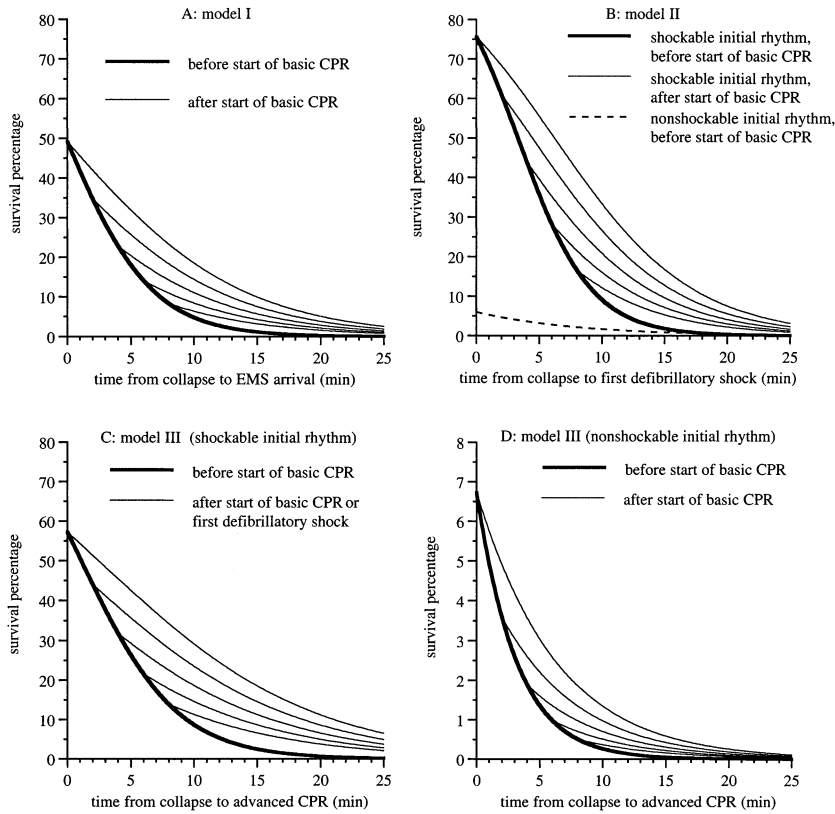 A: model I
80
70
60
50
40
30
20
10
0
survival percentage
before start of basic CPR
after start of basic CPR
0 5 10 15 20 25
time from collapse to EMS arrival (min)
B: model II
80
70
60
50
40
30
20
10
0
survival percentage
shockable initial rhythm,
before start of basic CPR
shockable initial rhythm,
after start of basic CPR
nonshockable initial rhythm,
before start of basic CPR
0 5 10 15 20 25
time from collapse to first defibrillatory shock (min)
C: model III (shockable initial rhythm)
80
70
60
50
40
30
20
10
0
survival percentage
before start of basic CPR
after start of basic CPR or
first defibrillatory shock
0 5 10 15 20 25
time from collapse to advanced CPR (min)
D: model III (nonshockable initial rhythm)
8
7
6
5
4
3
2
1
0
survival percentage
before start of basic CPR
after start of basic CPR
0 5 10 15 20 25
time from collapse to advanced CPR (min)